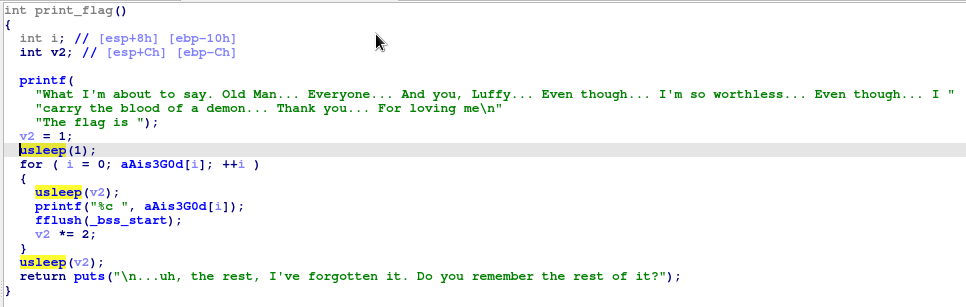 int print_flag()
{
  int i; // [esp+8h] [ebp-10h]
  int v2; // [esp+Ch] [ebp-Ch]
  printf(
    "What I'm about to say. Old Man... Everyone... And you, Luffy... Even though... I'm so worthless... Even though... I "
    "carry the blood of a demon... Thank you... For loving me\n"
    "The flag is ");
  v2 = 1;
  usleep(1);
  for ( i = 0; aAis3G0d[i]; ++i )
  {
    usleep(v2);
    printf("%c ", aAis3G0d[i]);
    fflush(_bss_start);
    v2 *= 2;
  }
  usleep(v2);
  return puts("\n...uh, the rest, I've forgotten it. Do you remember the rest of it?");
}